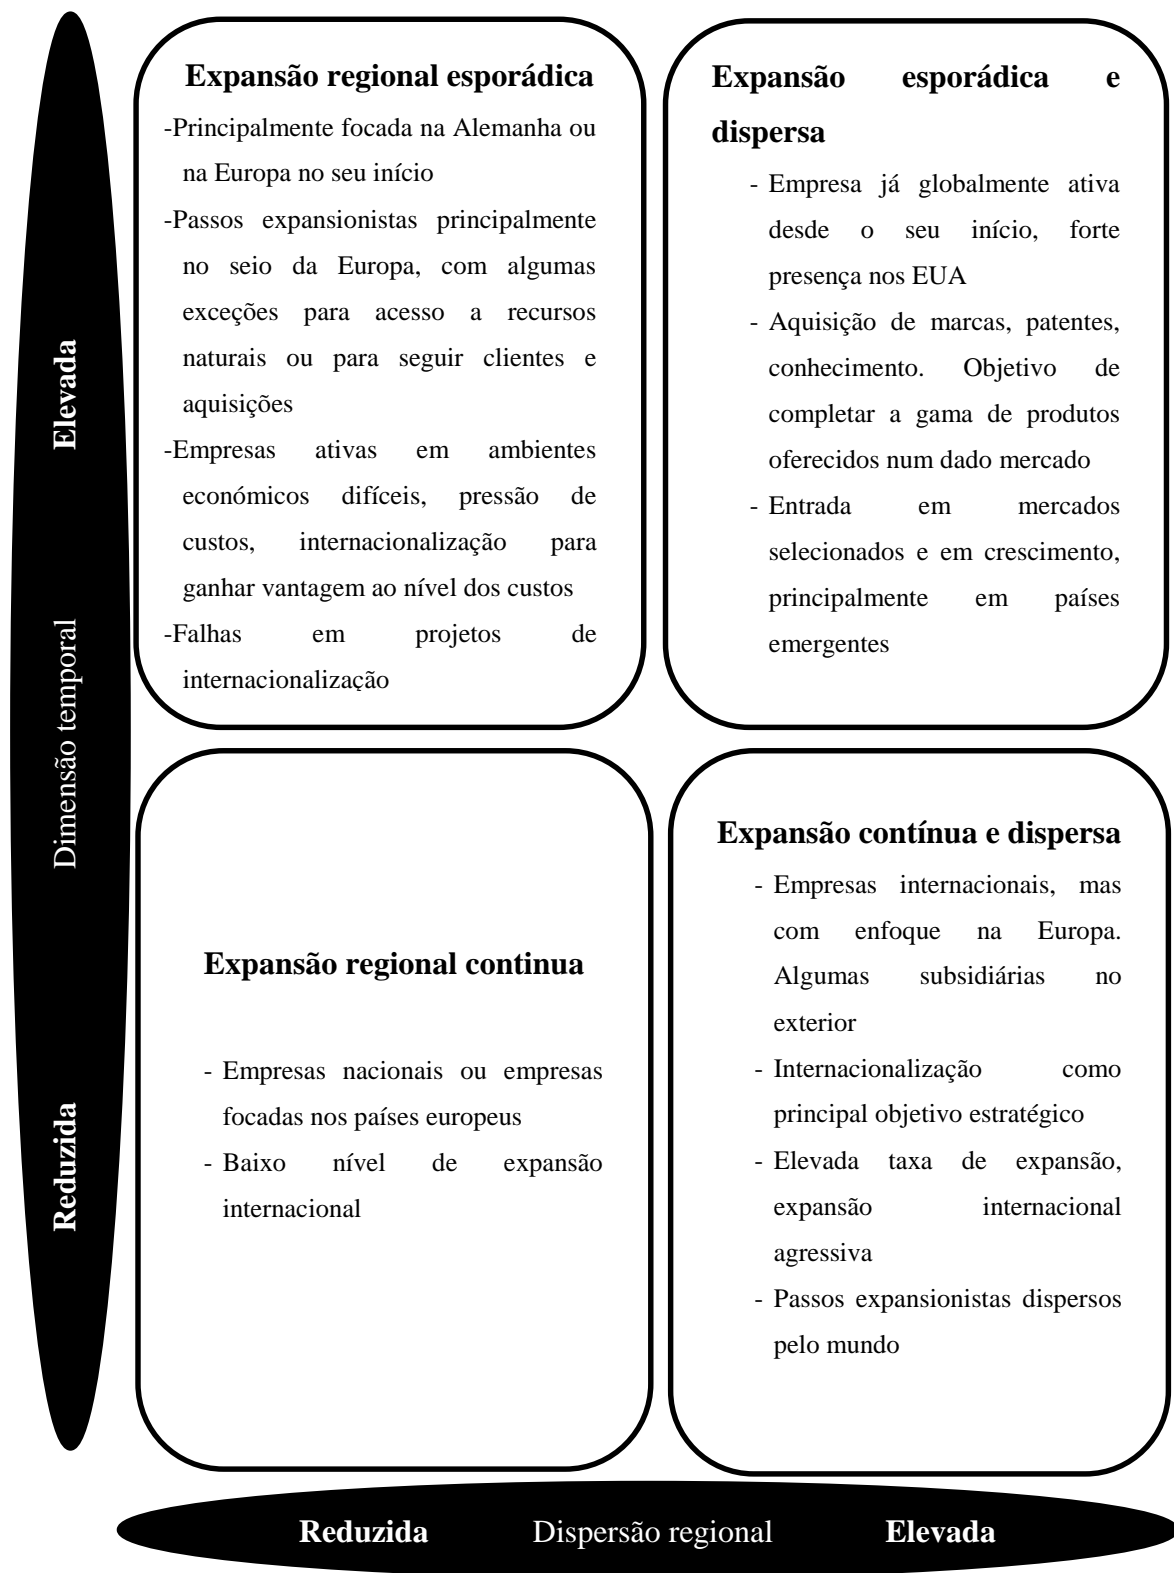 Expansão regional esporádica
-Principalmente focada na Alemanha ou
na Europa no seu início
-Passos expansionistas principalmente
no seio da Europa, com algumas
exceções para acesso a recursos
naturais ou para seguir clientes e
aquisições
-Empresas ativas em ambientes
económicos difíceis, pressão de
custos, internacionalização para
ganhar vantagem ao nível dos custos
-Falhas em projetos de
internacionalização
Expansão esporádica e
dispersa
- Empresa já globalmente ativa
desde o seu início, forte
presença nos EUA
- Aquisição de marcas, patentes,
conhecimento. Objetivo de
completar a gama de produtos
oferecidos num dado mercado
- Entrada em mercados
selecionados e em crescimento,
principalmente em países
emergentes
Elevada
Dimensão temporal
Reduzida
Expansão regional continua
- Empresas nacionais ou empresas
focadas nos países europeus
- Baixo nível de expansão
internacional
Expansão contínua e dispersa
- Empresas internacionais, mas
com enfoque na Europa.
Algumas subsidiárias no
exterior
- Internacionalização como
principal objetivo estratégico
- Elevada taxa de expansão,
expansão internacional
agressiva
- Passos expansionistas dispersos
pelo mundo
Reduzida Dispersão regional Elevada